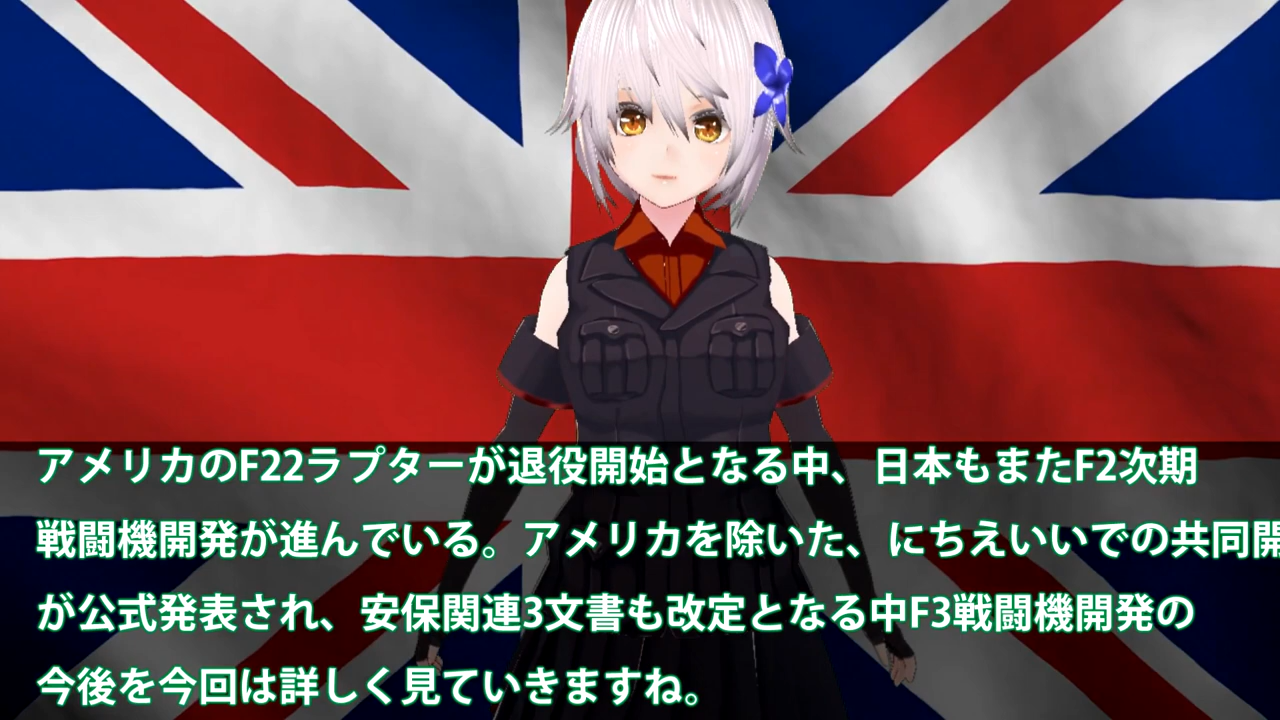 アメリカのF22ラプターが退役開始となる中、日本もまたF2次期
戦闘機開発が進んでいる。アメリカを除いた、にちえいいでの共同開
が公式発表され、安保関連3文書も改定となる中F3戦闘機開発の
今後を今回は詳しく見ていきますね。